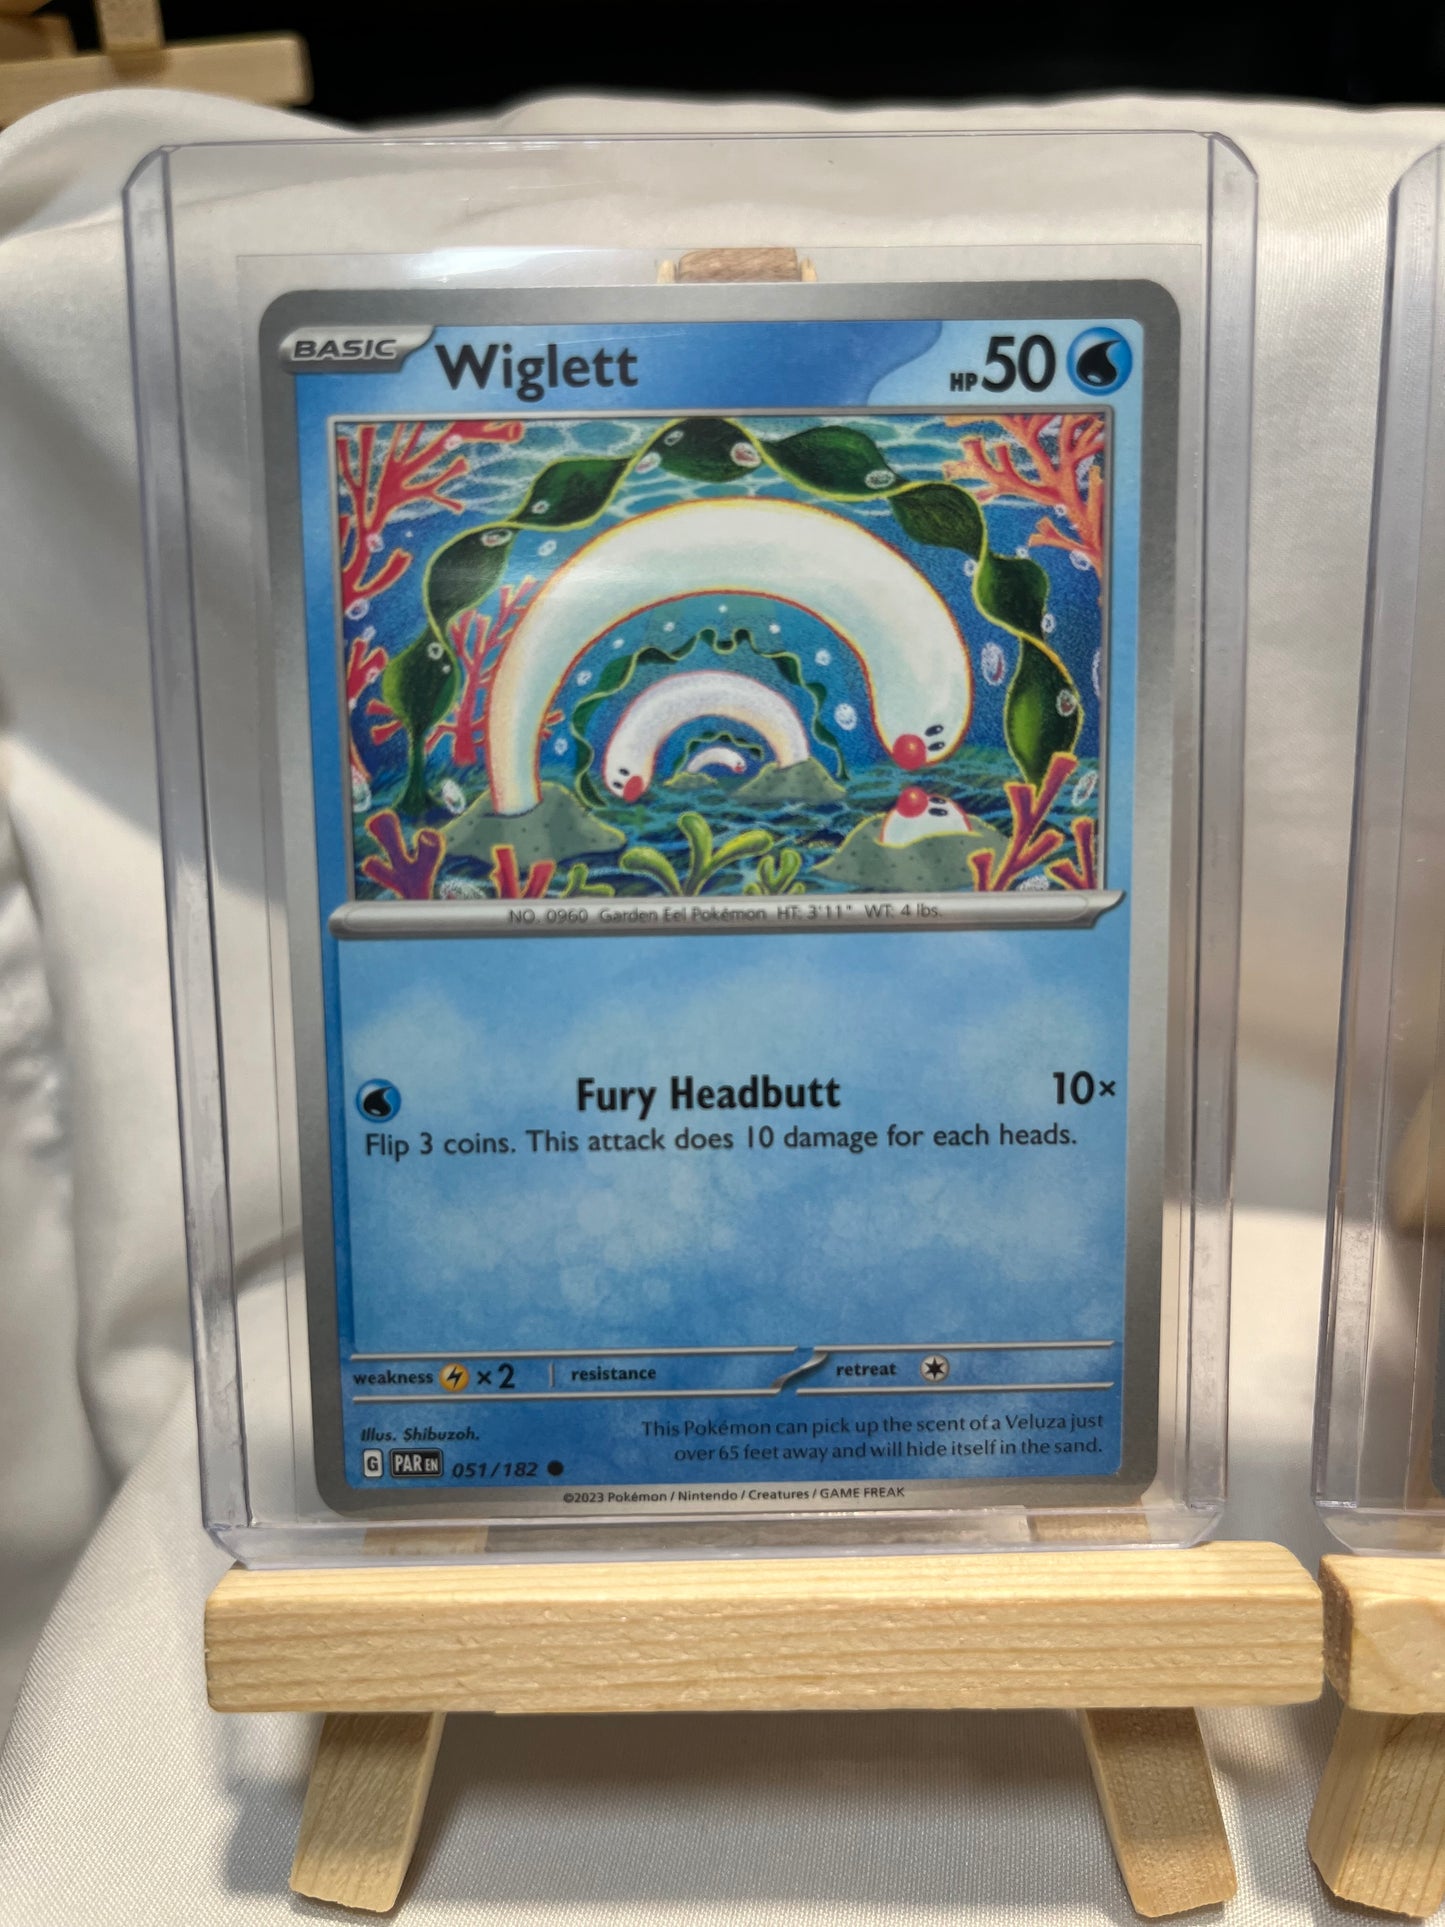 BASIC Wiglett HP 50
NO. 0960 Garden Eel Pokémon HT: 3'11" WT: 4 lbs.
Fury Headbutt 10×
Flip 3 coins. This attack does 10 damage for each heads.
weakness ×2 resistance retreat
Illus. Shibuzoh.
This Pokémon can pick up the scent of a Veluza just
over 65 feet away and will hide itself in the sand.
G PAR EN 051/182
©2023 Pokémon / Nintendo / Creatures / GAME FREAK